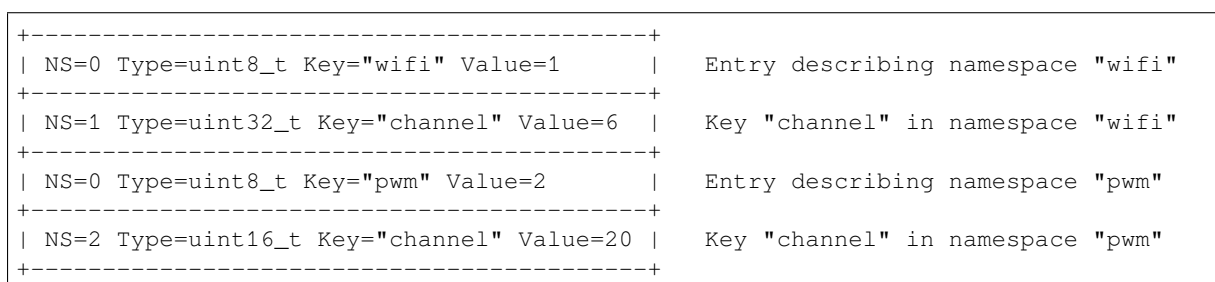 +-------------------------------------------+
| NS=0 Type=uint8_t Key="wifi" Value=1      |   Entry describing namespace "wifi"
+-------------------------------------------+
| NS=1 Type=uint32_t Key="channel" Value=6  |   Key "channel" in namespace "wifi"
+-------------------------------------------+
| NS=0 Type=uint8_t Key="pwm" Value=2       |   Entry describing namespace "pwm"
+-------------------------------------------+
| NS=2 Type=uint16_t Key="channel" Value=20 |   Key "channel" in namespace "pwm"
+-------------------------------------------+